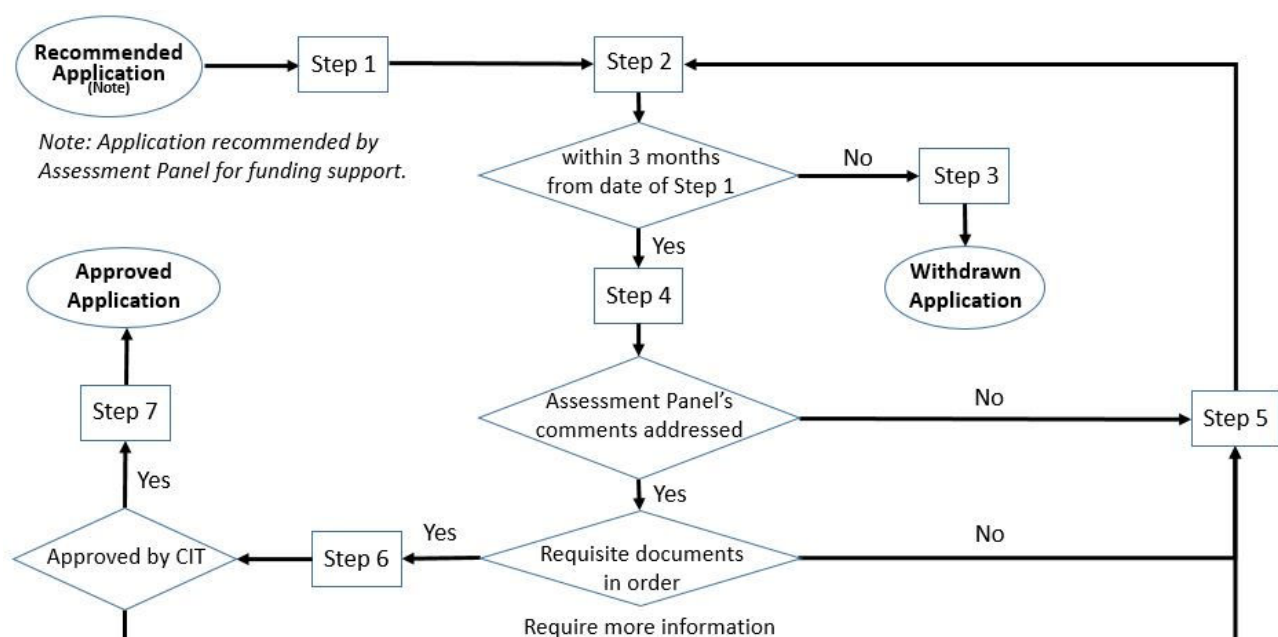 Recommended
Application
(Note)
Step 1
Step 2
Note: Application recommended by
Assessment Panel for funding support.
within 3 months
from date of Step 1
No
Step 3
Yes
Approved
Application
Step 4
Withdrawn
Application
Step 7
Assessment Panel's
comments addressed
No
Step 5
Yes
Yes
Approved by CIT
Step 6
Yes
Requisite documents
in order
No
Require more information